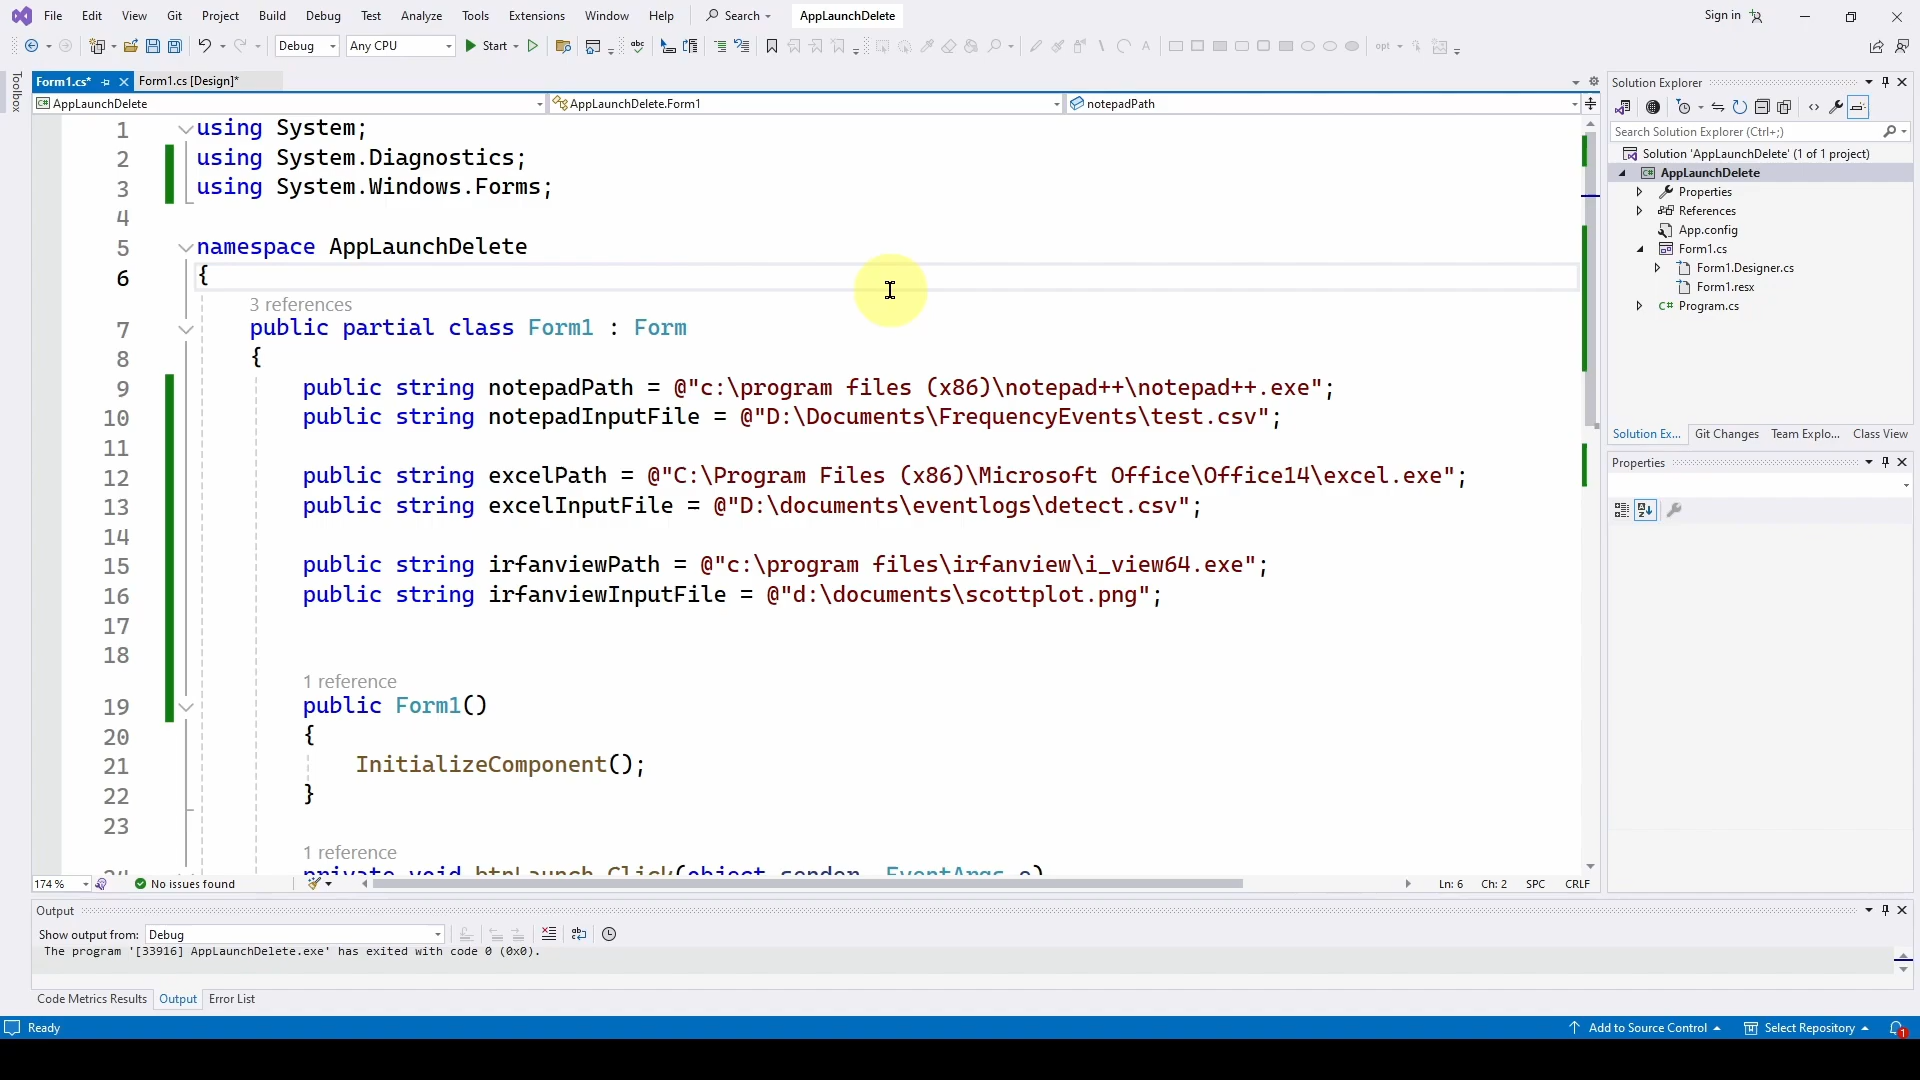 File Edit View Git Project Build Debug Test Analyze Tools Extensions Window Help Search AppLaunchDelete Sign in
Debug Any CPU Start opt
Toolbox
Form1.cs* Form1.cs [Design]*
AppLaunchDelete AppLaunchDelete.Form1 notepadPath
1 using System;
2 using System.Diagnostics;
3 using System.Windows.Forms;
4
5 namespace AppLaunchDelete
6 {
3 references
7 public partial class Form1 : Form
8 {
9 public string notepadPath = @"c:\program files (x86)\notepad++\notepad++.exe";
10 public string notepadInputFile = @"D:\Documents\FrequencyEvents\test.csv";
11
12 public string excelPath = @"C:\Program Files (x86)\Microsoft Office\Office14\excel.exe";
13 public string excelInputFile = @"D:\documents\eventlogs\detect.csv";
14
15 public string irfanviewPath = @"c:\program files\irfanview\i_view64.exe";
16 public string irfanviewInputFile = @"d:\documents\scottplot.png";
17
18
1 reference
19 public Form1()
20 {
21 InitializeComponent();
22 }
23
1 reference
24 private void btnLaunch_Click(object sender, EventArgs e)
174 % No issues found Ln: 6 Ch: 2 SPC CRLF
Solution Explorer
Search Solution Explorer (Ctrl+;)
Solution 'AppLaunchDelete' (1 of 1 project)
AppLaunchDelete
Properties
References
App.config
Form1.cs
Form1.Designer.cs
Form1.resx
C# Program.cs
Solution Ex... Git Changes Team Explo... Class View
Properties
Output
Show output from: Debug
The program '[33916] AppLaunchDelete.exe' has exited with code 0 (0x0).
Code Metrics Results Output Error List
Ready Add to Source Control Select Repository 1